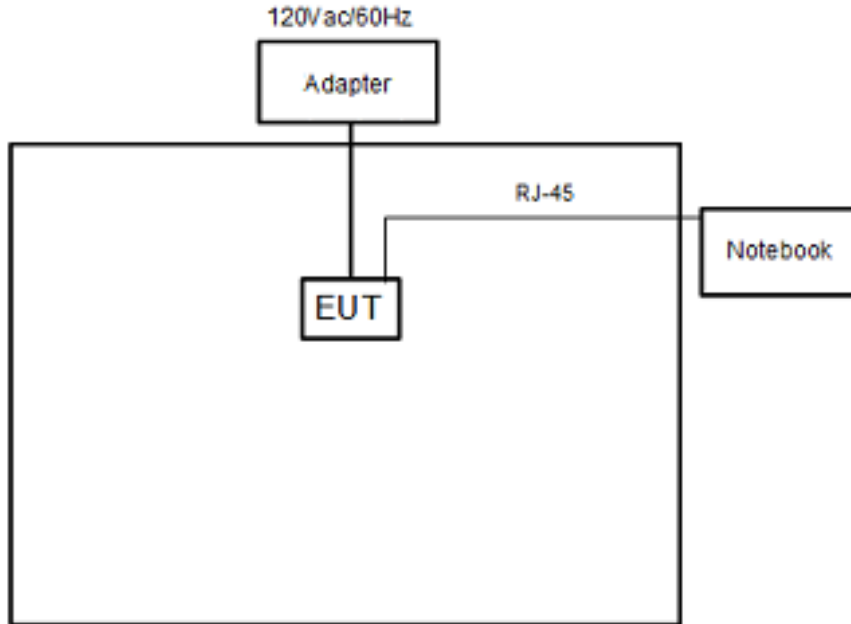 120Vac/60Hz
Adapter
RJ-45
Notebook
EUT